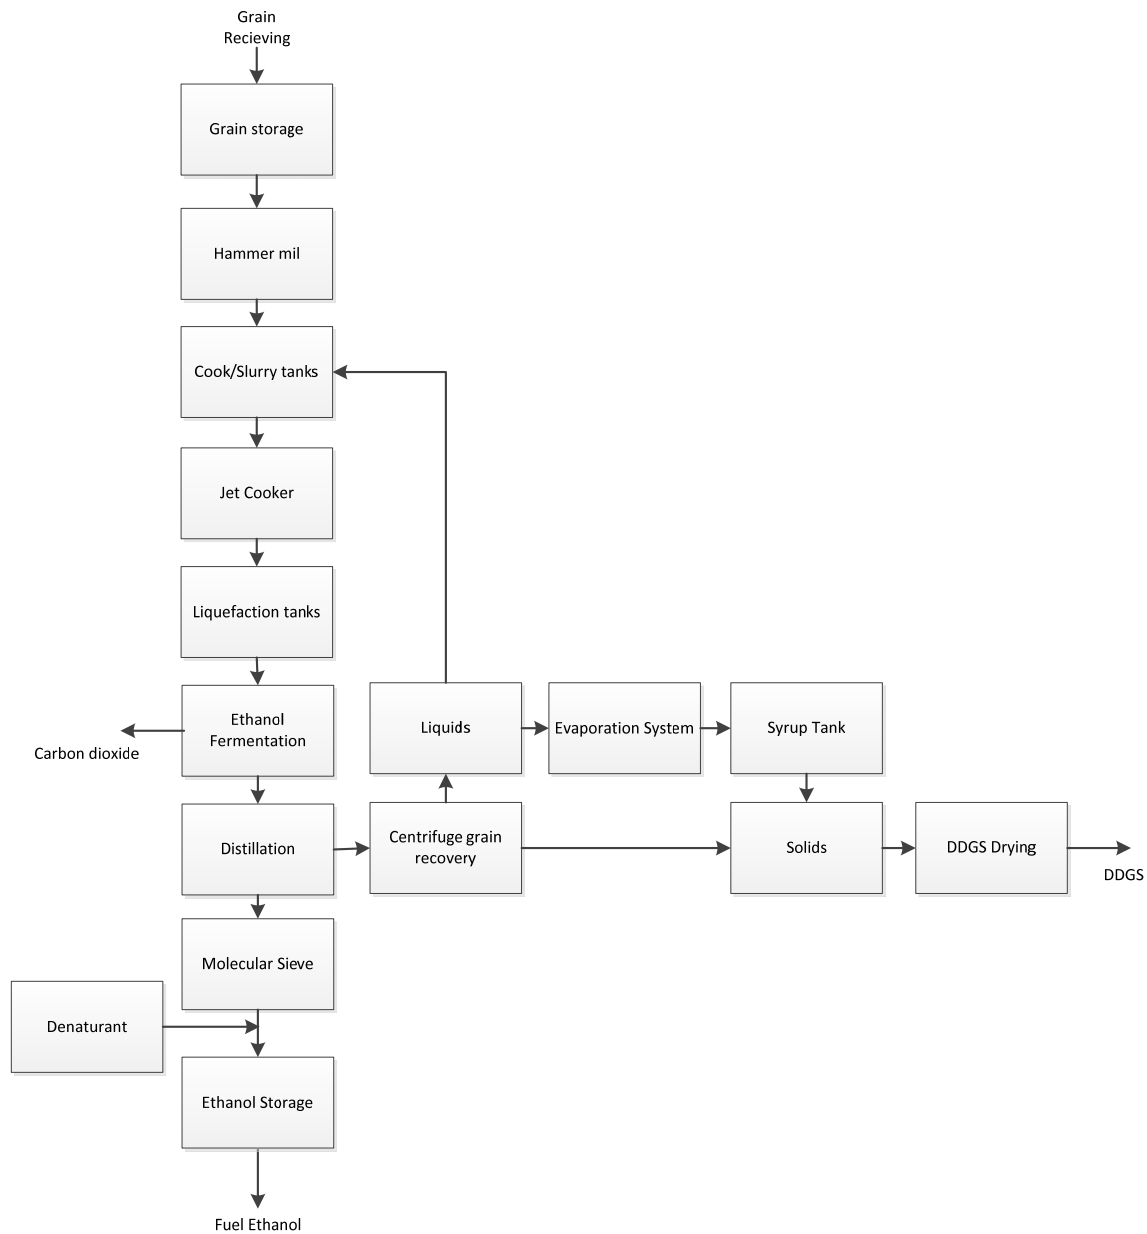 Grain
Recieving
Grain storage
Hammer mil
Cook/Slurry tanks
Jet Cooker
Liquefaction tanks
Ethanol
Fermentation
Carbon dioxide
Liquids
Evaporation System
Syrup Tank
Distillation
Centrifuge grain
recovery
Solids
DDGS Drying
DDGS
Molecular Sieve
Denaturant
Ethanol Storage
Fuel Ethanol